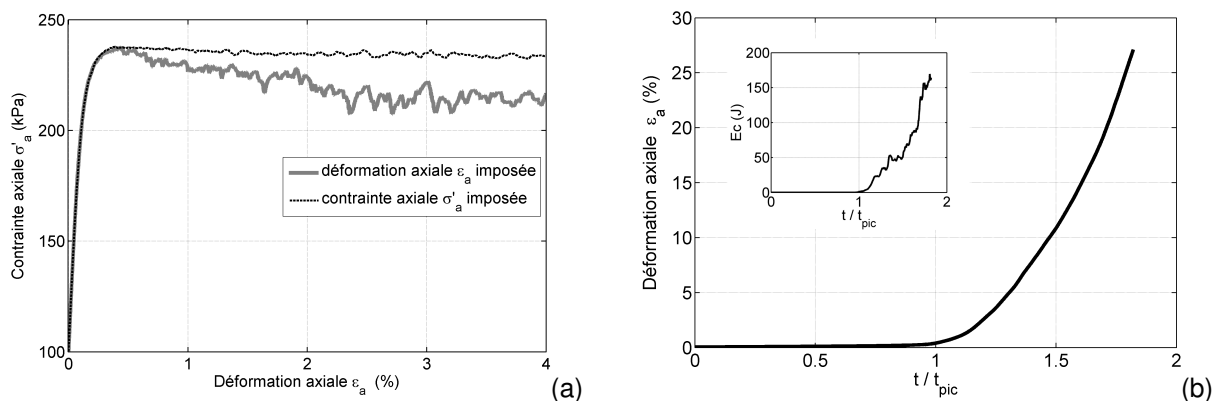 250
200
150
100
Contrainte axiale σ'a (kPa)
déformation axiale εa imposée
contrainte axiale σ'a imposée
0 1 2 3 4
Déformation axiale εa (%)
(a)
30
25
20
15
10
5
0
Déformation axiale εa (%)
200
150
100
50
0
Ec (J)
0 1 2
t / tpic
0 0.5 1 1.5 2
t / tpic
(b)